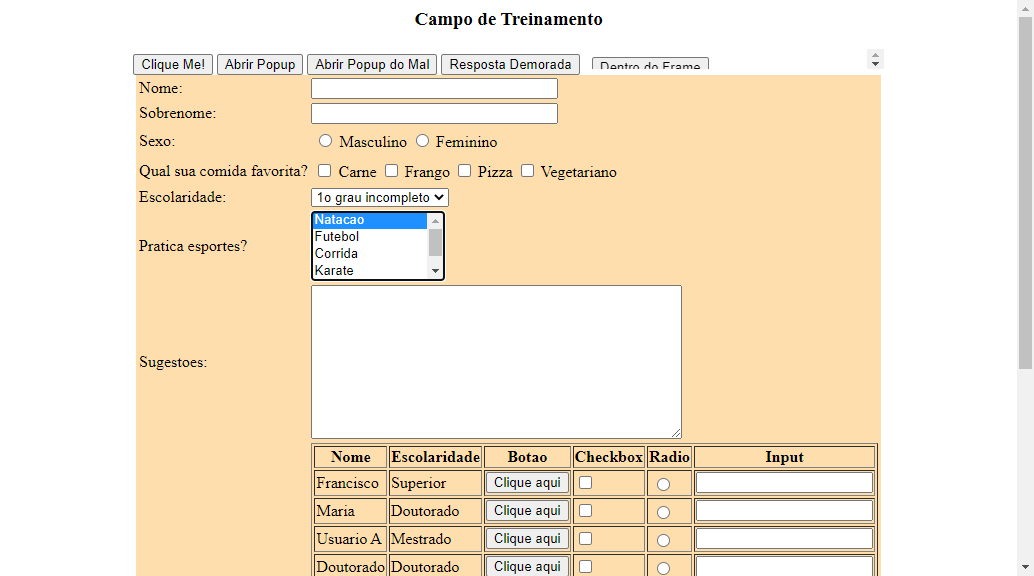 Campo de Treinamento
Clique Me! Abrir Popup Abrir Popup do Mal Resposta Demorada Dentro do Frame
Nome:
Sobrenome:
Sexo: Masculino Feminino
Qual sua comida favorita? Carne Frango Pizza Vegetariano
Escolaridade: 1o grau incompleto
Pratica esportes?
Natacao
Futebol
Corrida
Karate
Sugestoes:
Nome Escolaridade Botao Checkbox Radio Input
Francisco Superior Clique aqui
Maria Doutorado Clique aqui
Usuario A Mestrado Clique aqui
Doutorado Doutorado Clique aqui